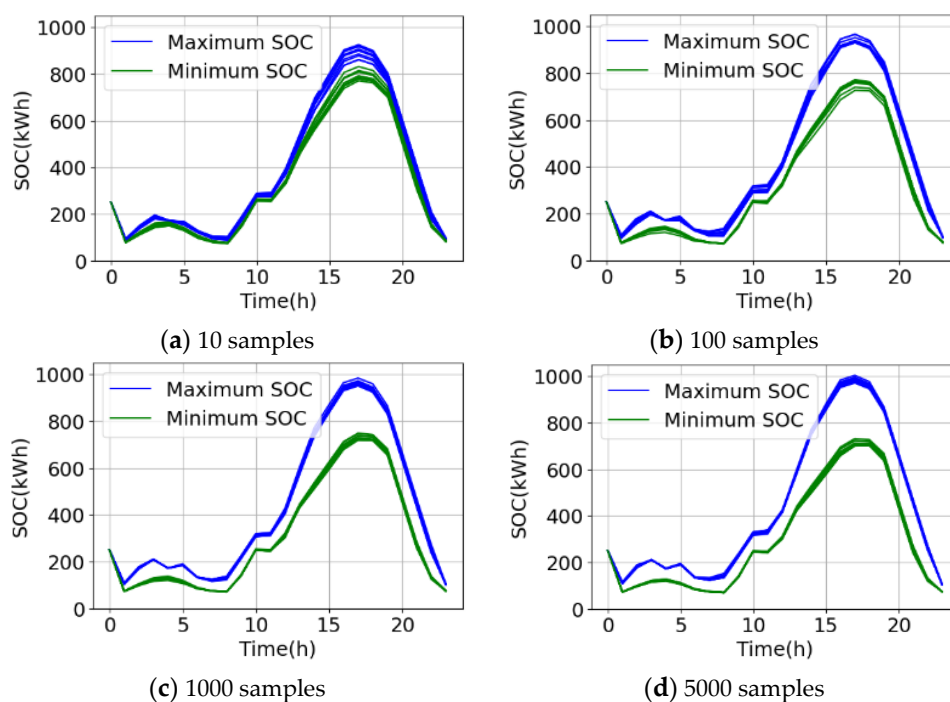 1000
800
600
400
200
0
SOC(kWh)
Maximum SOC
Minimum SOC
0 5 10 15 20
Time(h)
(a) 10 samples
1000
800
600
400
200
0
SOC(kWh)
Maximum SOC
Minimum SOC
0 5 10 15 20
Time(h)
(b) 100 samples
1000
800
600
400
200
0
SOC(kWh)
Maximum SOC
Minimum SOC
0 5 10 15 20
Time(h)
(c) 1000 samples
1000
800
600
400
200
0
SOC(kWh)
Maximum SOC
Minimum SOC
0 5 10 15 20
Time(h)
(d) 5000 samples